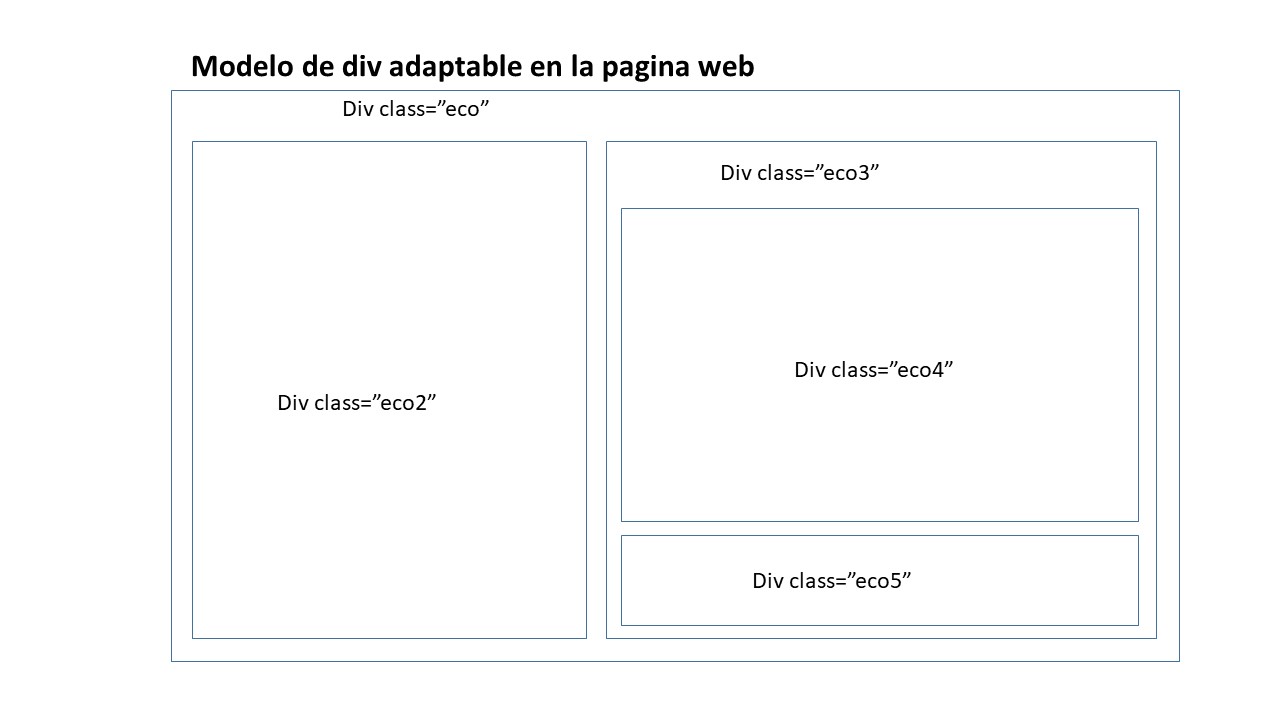 Modelo de div adaptable en la pagina web
Div class=”eco”
Div class=”eco3”
Div class=”eco4”
Div class=”eco2”
Div class=”eco5”